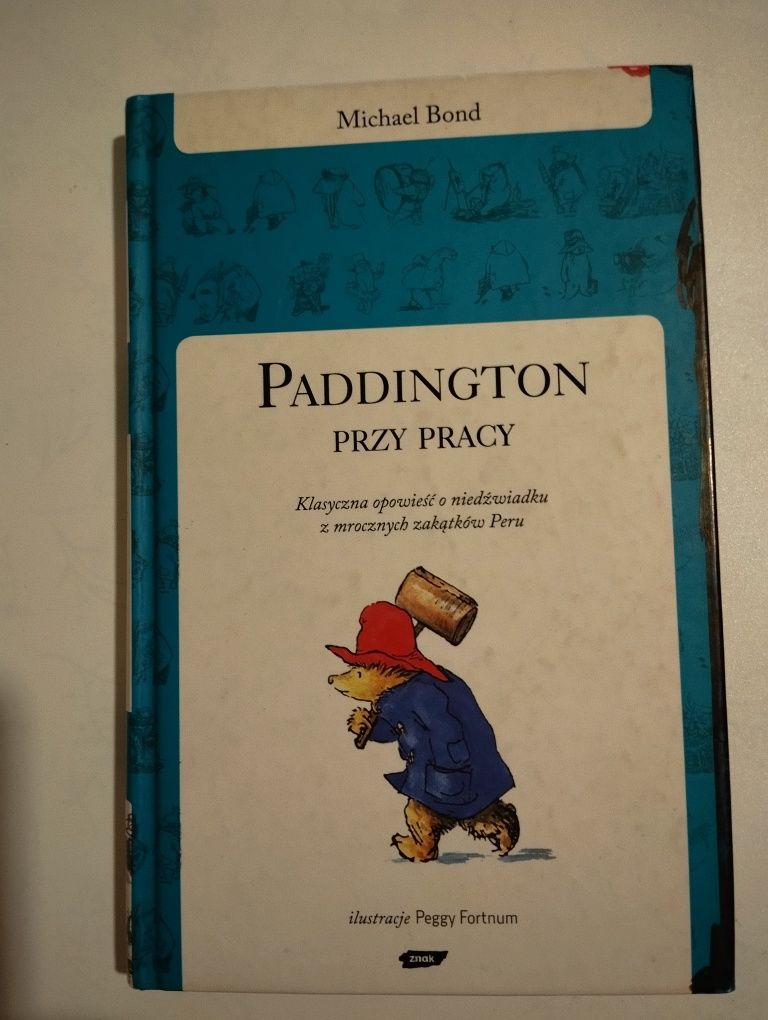 Michael Bond
PADDINGTON
PRZY PRACY
Klasyczna opowieść o niedźwiadku
z mrocznych zakątków Peru
ilustracje Peggy Fortnum
znak